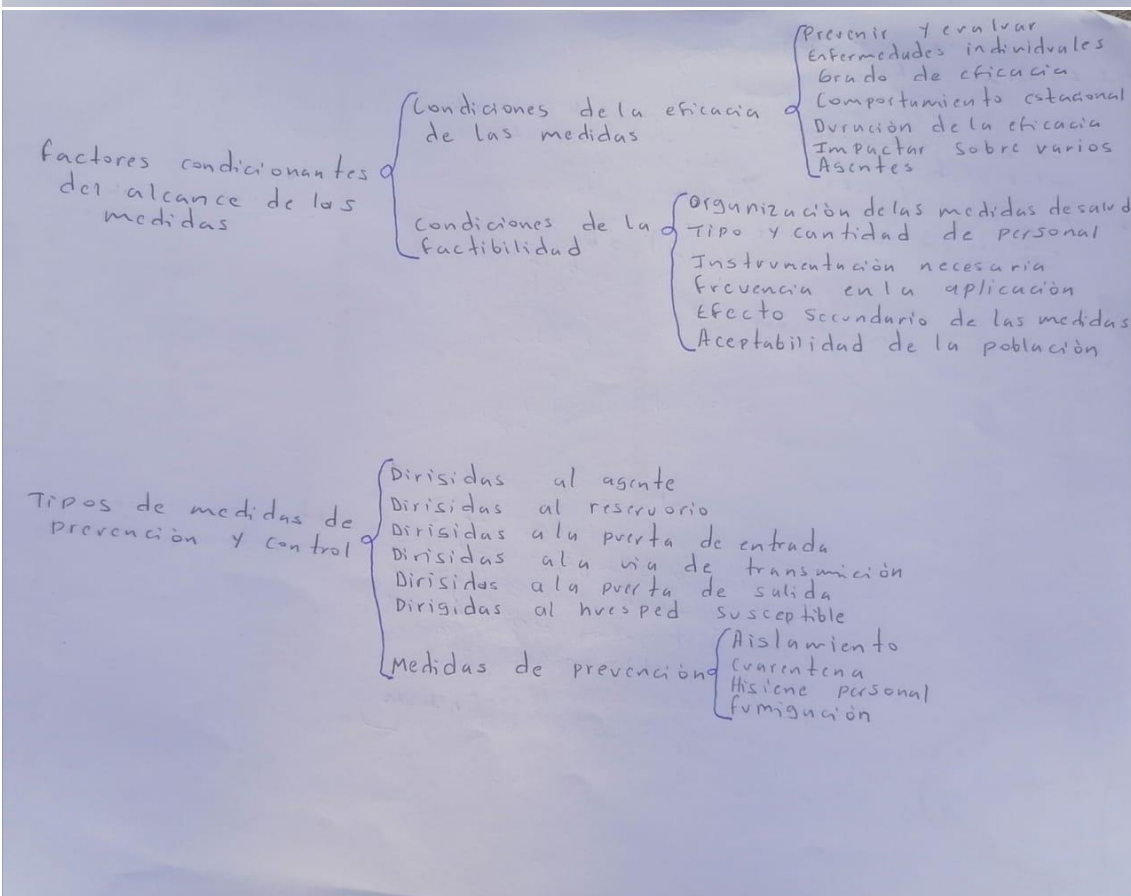 Factores condicionantes
del alcance de las
medidas
Condiciones de la eficacia
de las medidas
Prevenir y evaluar
Enfermedades individuales
Grado de eficacia
Comportamiento estacional
Duración de la eficacia
Impactar sobre varios
Agentes
Condiciones de la
factibilidad
Organización de las medidas de salud
Tipo y cantidad de personal
Instrumentación necesaria
Frecuencia en la aplicación
Efecto secundario de las medidas
Aceptabilidad de la población
Tipos de medidas de
prevención y control
Dirigidas al agente
Dirigidas al reservorio
Dirigidas a la puerta de entrada
Dirigidas a la via de transmición
Dirigidas a la puerta de salida
Dirigidas al huesped susceptible
Medidas de prevención
Aislamiento
Cuarentena
Higiene personal
fumigación